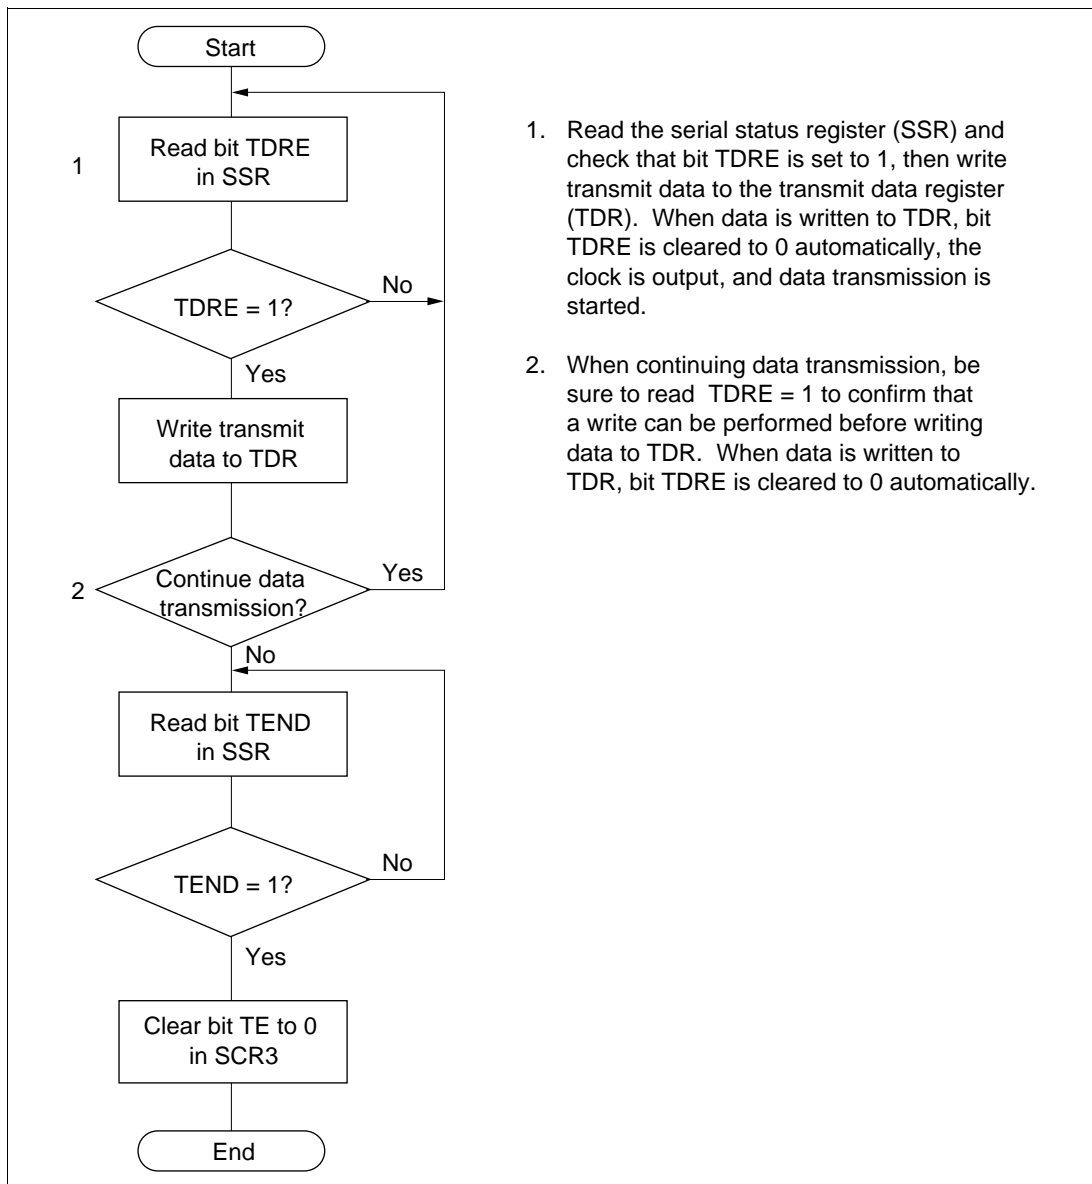 Start
1
Read bit TDRE
in SSR
TDRE = 1?
No
Yes
Write transmit
data to TDR
2
Continue data
transmission?
Yes
No
Read bit TEND
in SSR
TEND = 1?
No
Yes
Clear bit TE to 0
in SCR3
End
1. Read the serial status register (SSR) and
check that bit TDRE is set to 1, then write
transmit data to the transmit data register
(TDR). When data is written to TDR, bit
TDRE is cleared to 0 automatically, the
clock is output, and data transmission is
started.
2. When continuing data transmission, be
sure to read TDRE = 1 to confirm that
a write can be performed before writing
data to TDR. When data is written to
TDR, bit TDRE is cleared to 0 automatically.